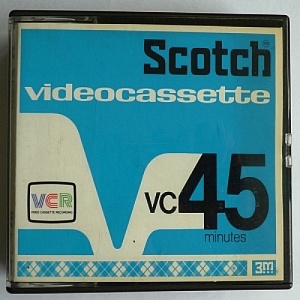 Scotch
videocassette
VCR
VIDEO CASSETTE RECORDING
VC45
minutes
3m